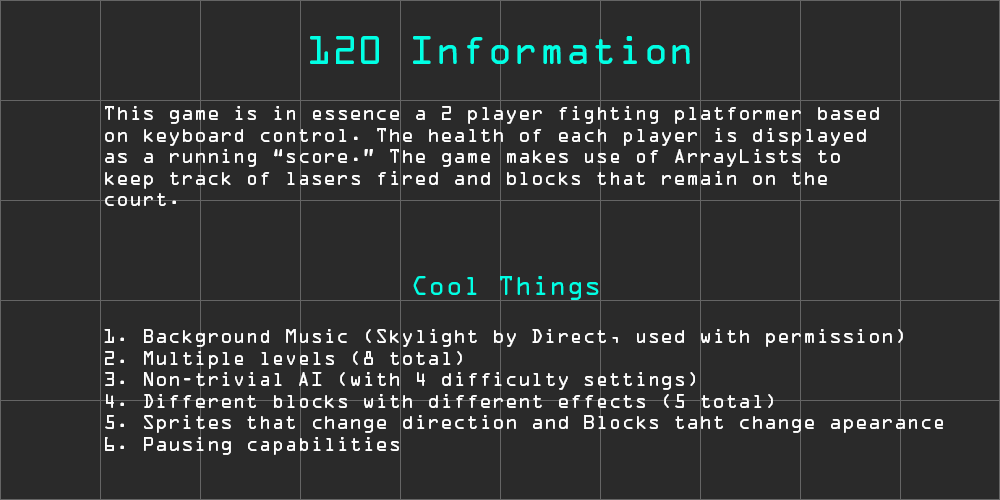 120 Information
This game is in essence a 2 player fighting platformer based
on keyboard control. The health of each player is displayed
as a running “score.” The game makes use of ArrayLists to
keep track of lasers fired and blocks that remain on the
court.
Cool Things
1. Background Music (Skylight by Direct, used with permission)
2. Multiple levels (8 total)
3. Non-trivial AI (with 4 difficulty settings)
4. Different blocks with different effects (5 total)
5. Sprites that change direction and Blocks taht change apearance
6. Pausing capabilities